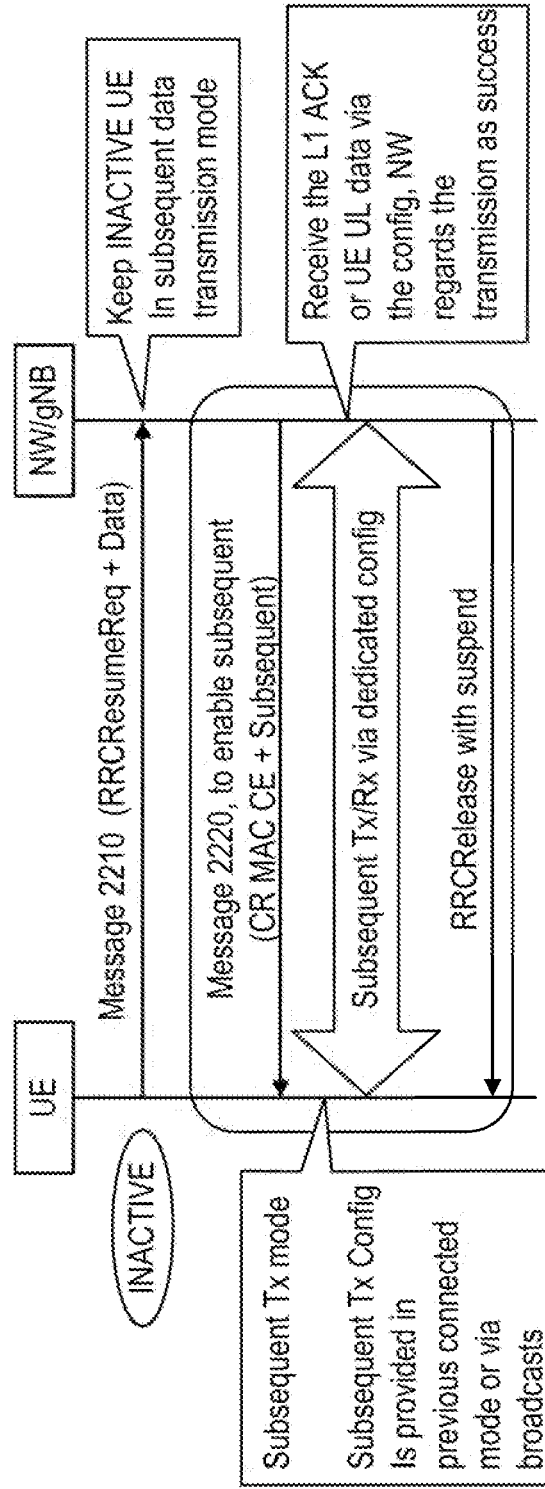 UE
NW/gNB
INACTIVE
Message 2210 (RRCResumeReq + Data)
Keep INACTIVE UE
In subsequent data
transmission mode
Message 2220, to enable subsequent
(CR MAC CE + Subsequent)
Subsequent Tx/Rx via dedicated config
Subsequent Tx mode
Subsequent Tx Config
Is provided in
previous connected
mode or via
broadcasts
Receive the L1 ACK
or UE UL data via
the config, NW
regards the
transmission as success
RRCRelease with suspend